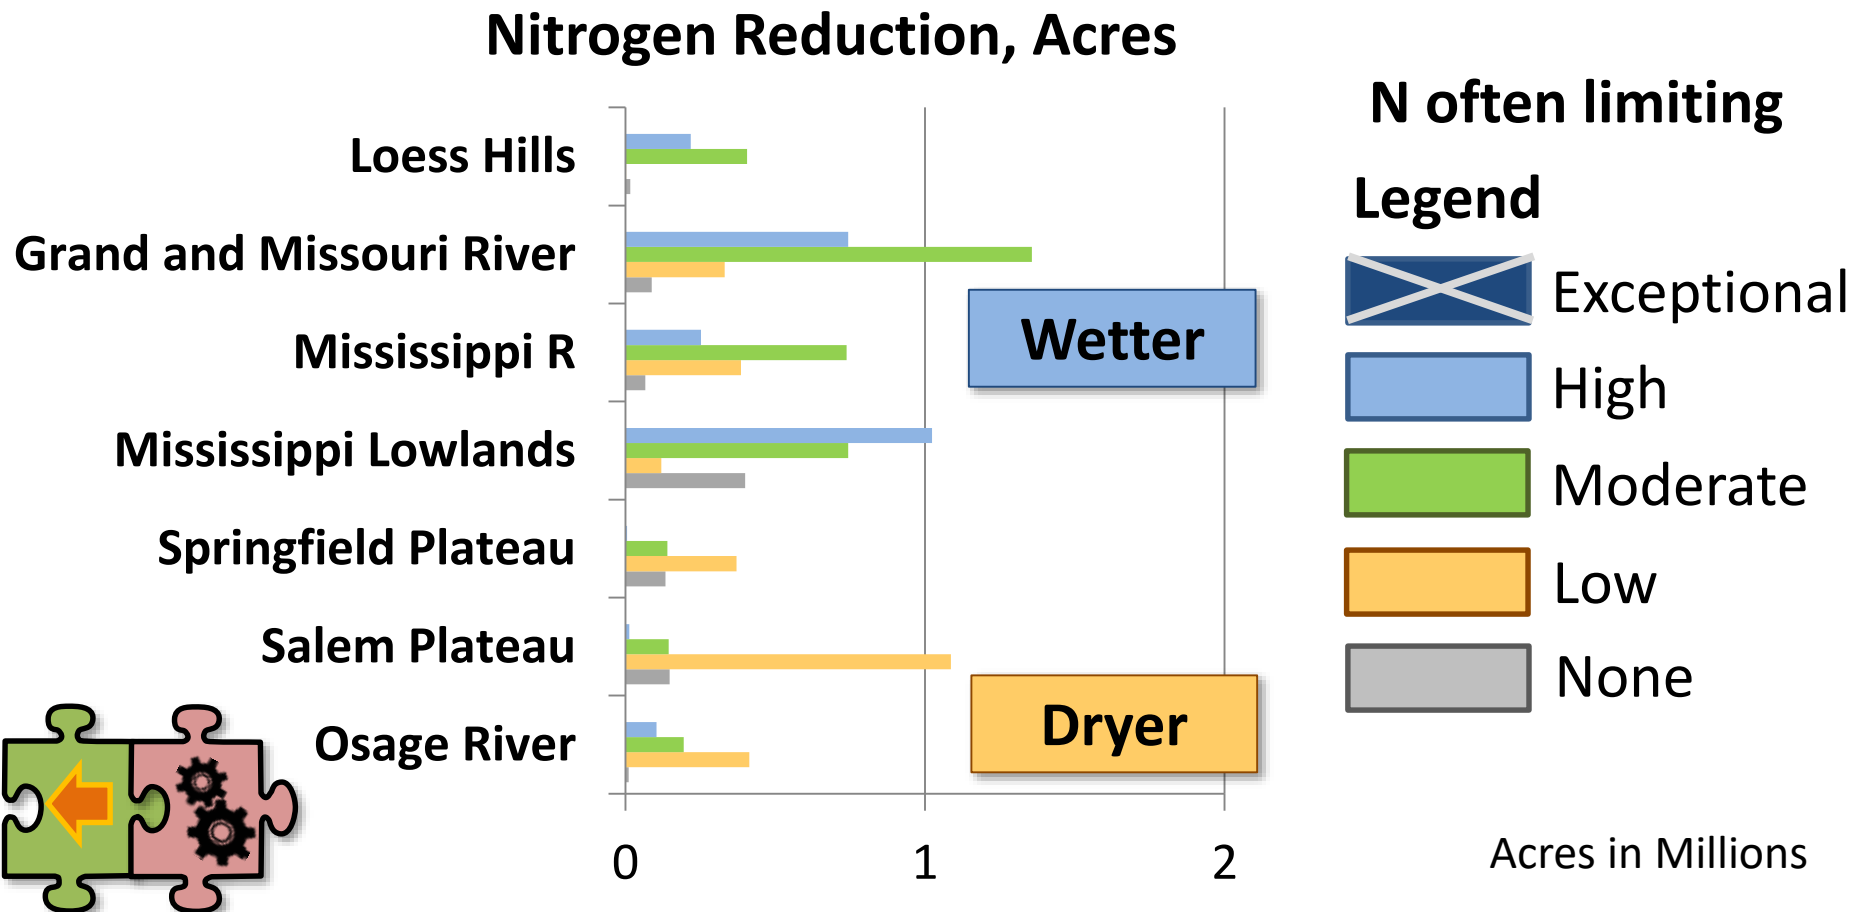 Nitrogen Reduction, Acres
N often limiting
Legend
Exceptional
High
Moderate
Low
None
Loess Hills
Grand and Missouri River
Mississippi R
Mississippi Lowlands
Springfield Plateau
Salem Plateau
Osage River
Wetter
Dryer
0 1 2
Acres in Millions